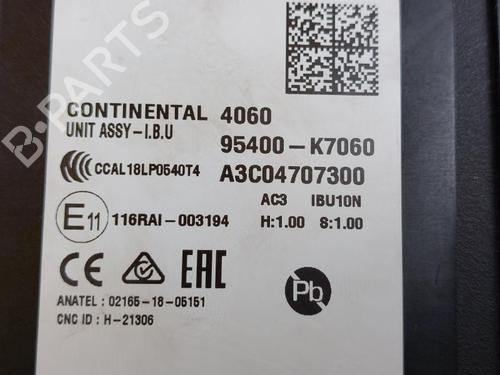 CONTINENTAL 4060
UNIT ASSY-I.B.U 95400-K7060
CCAL18LP0540T4 A3C04707300
AC3 IBU10N
E11 116RAI-003194 H:1.00 S:1.00
CE EAC
ANATEL : 02165-18-05151
CNC ID : H-21306
Pb
B-PARTS